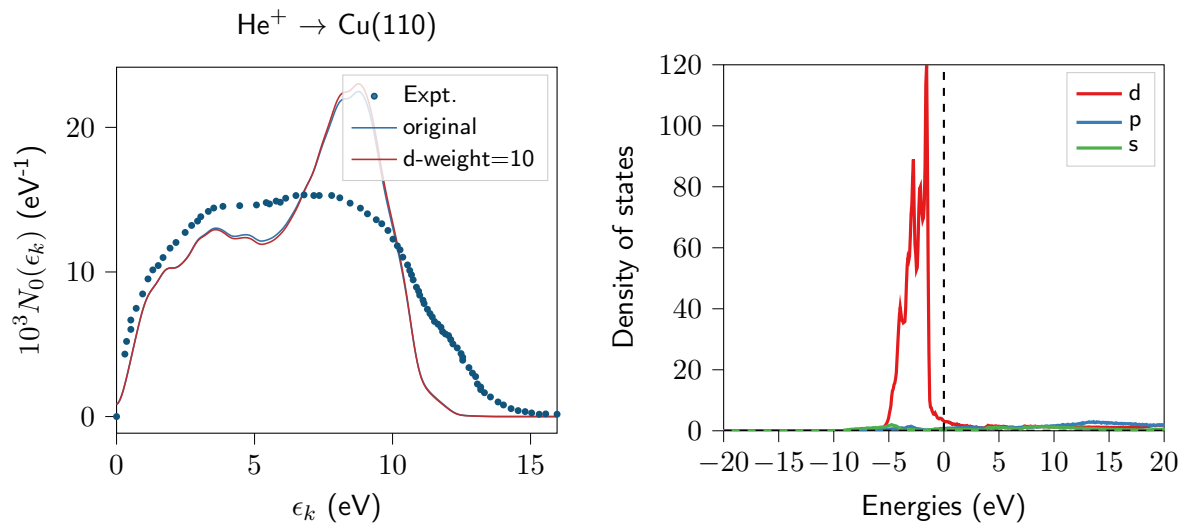 He⁺ → Cu(110)
10³N₀(ϵₖ) (eV⁻¹)
20
10
0
Expt.
original
d-weight=10
0 5 10 15
ϵₖ (eV)
Density of states
120
100
80
60
40
20
0
d
p
s
−20 −15 −10 −5 0 5 10 15 20
Energies (eV)